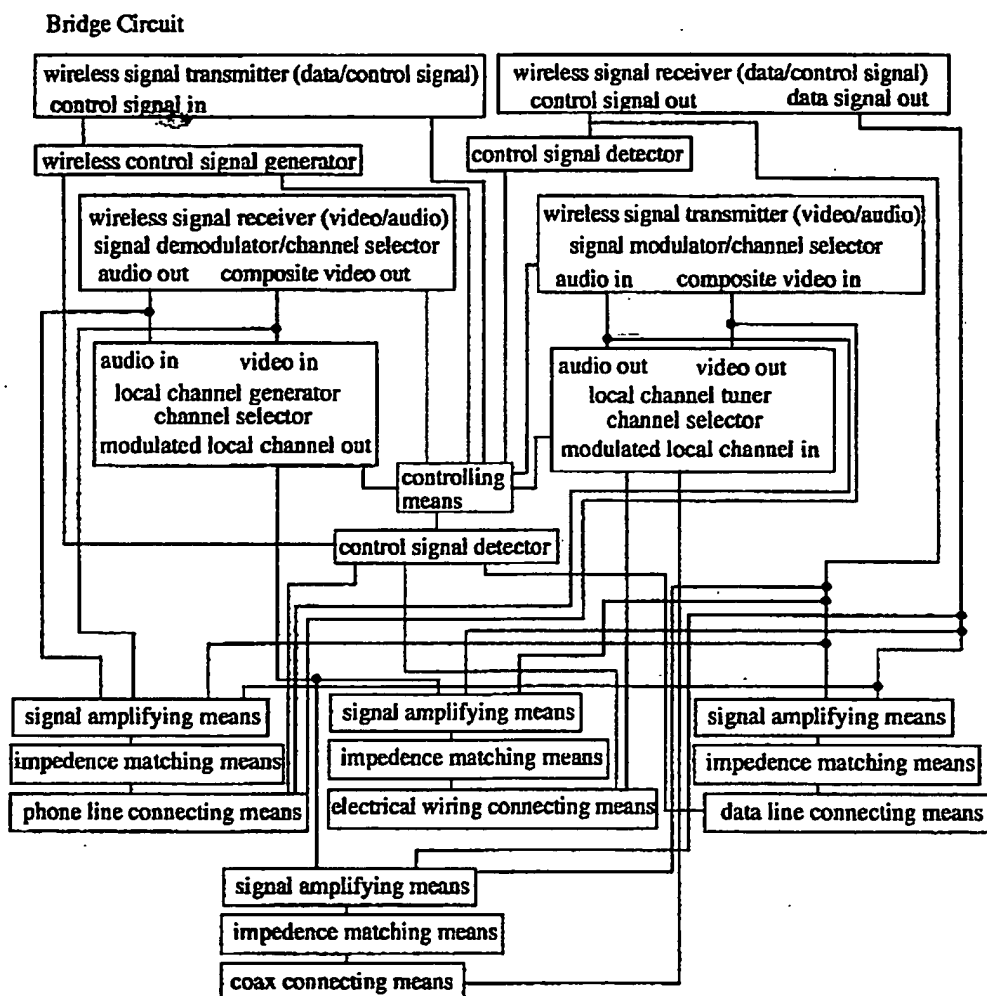 Bridge Circuit
wireless signal transmitter (data/control signal)
control signal in
wireless signal receiver (data/control signal)
control signal out data signal out
wireless control signal generator
control signal detector
wireless signal receiver (video/audio)
signal demodulator/channel selector
audio out composite video out
wireless signal transmitter (video/audio)
signal modulator/channel selector
audio in composite video in
audio in video in
local channel generator
channel selector
modulated local channel out
audio out video out
local channel tuner
channel selector
modulated local channel in
controlling
means
control signal detector
signal amplifying means
impedence matching means
phone line connecting means
signal amplifying means
impedence matching means
electrical wiring connecting means
signal amplifying means
impedence matching means
data line connecting means
signal amplifying means
impedence matching means
coax connecting means